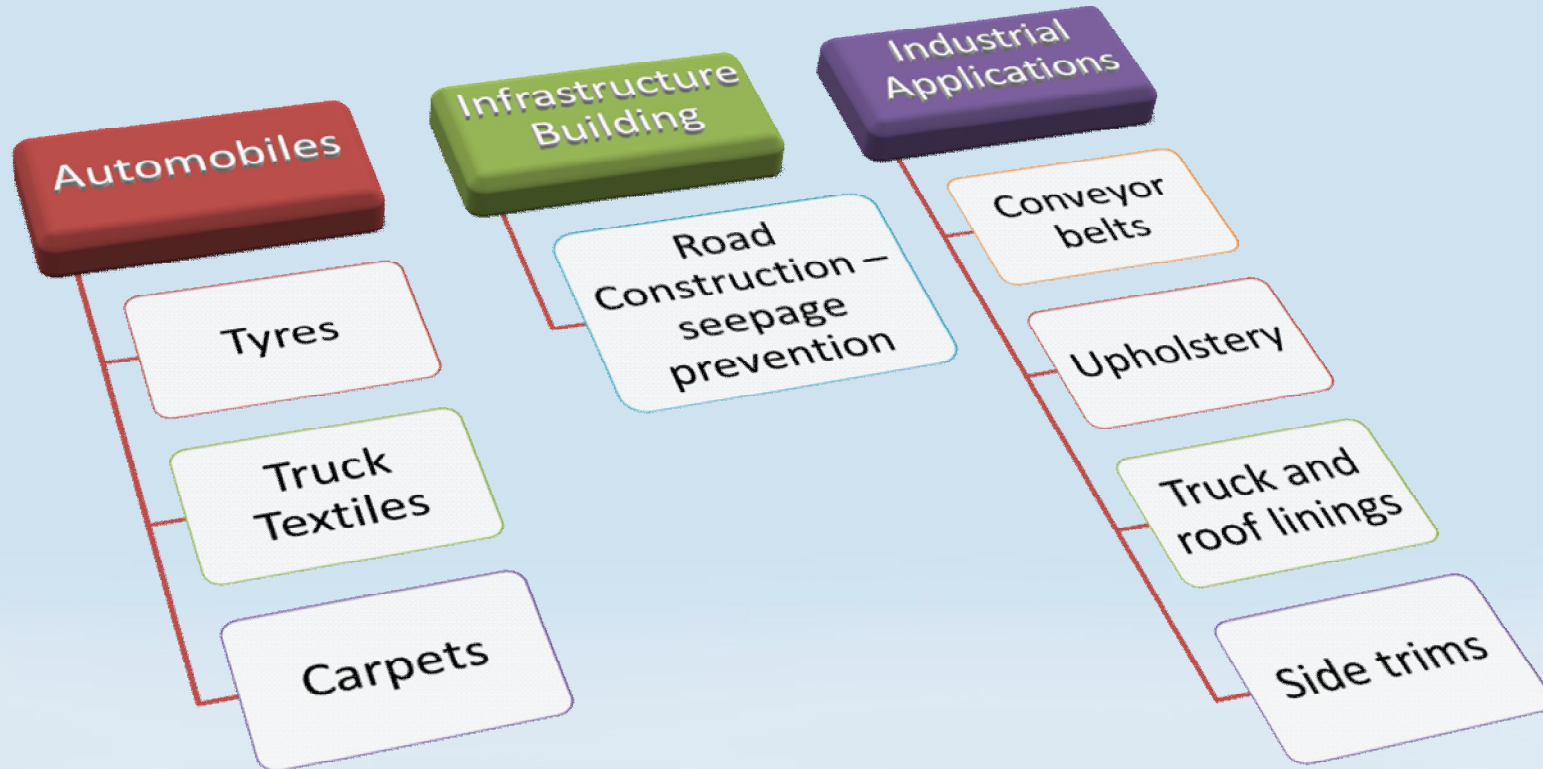 Automobiles
Tyres
Truck
Textiles
Carpets
Infrastructure
Building
Road
Construction –
seepage
prevention
Industrial
Applications
Conveyor
belts
Upholstery
Truck and
roof linings
Side trims